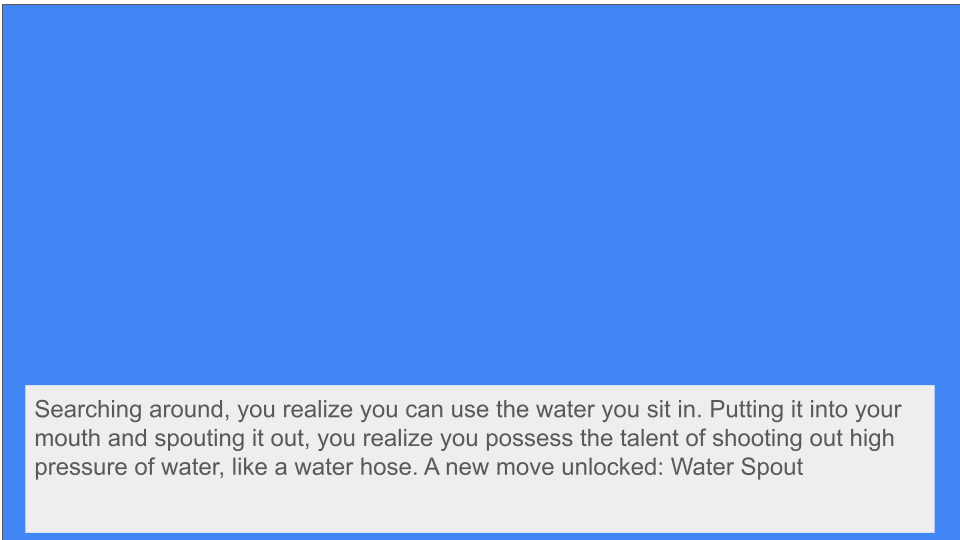 Searching around, you realize you can use the water you sit in. Putting it into your
mouth and spouting it out, you realize you possess the talent of shooting out high
pressure of water, like a water hose. A new move unlocked: Water Spout